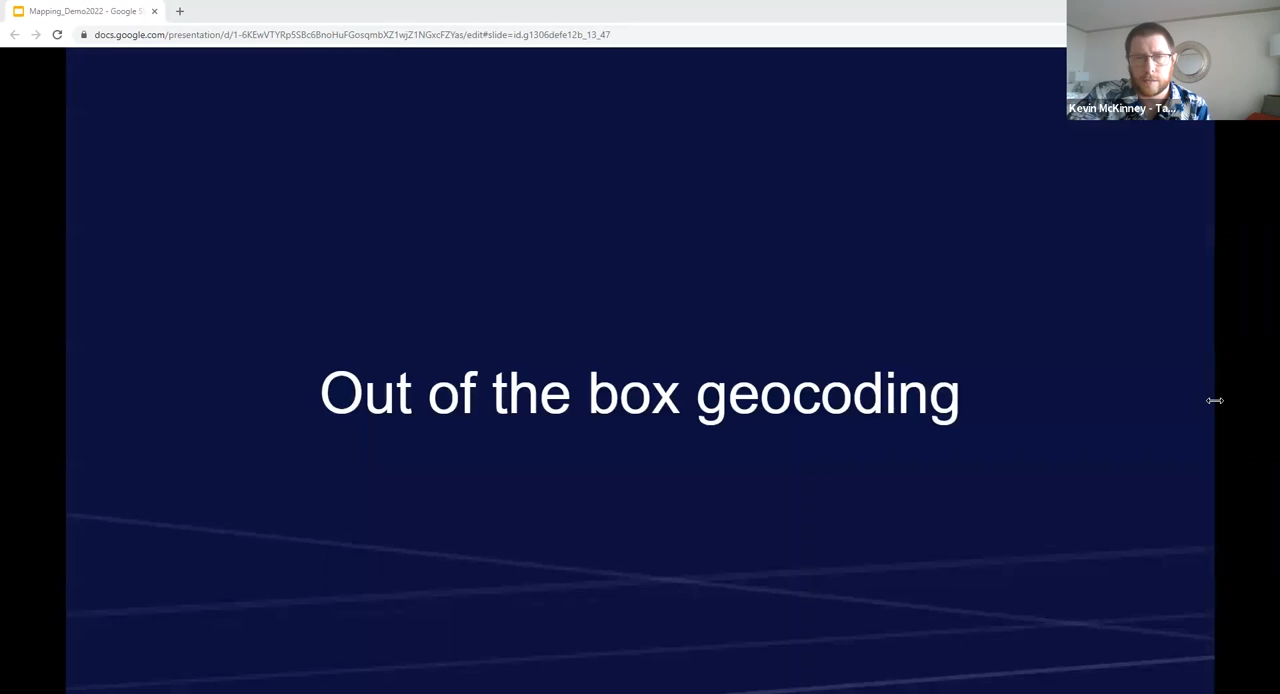 Mapping_Demo2022 - Google S
docs.google.com/presentation/d/1-6KEwVTYRp5SBc6BnoHuFGosqmbXZ1wjZ1NGxcFZYas/edit#slide=id.g1306defe12b_13_47
Kevin McKinney - Ta...
Out of the box geocoding